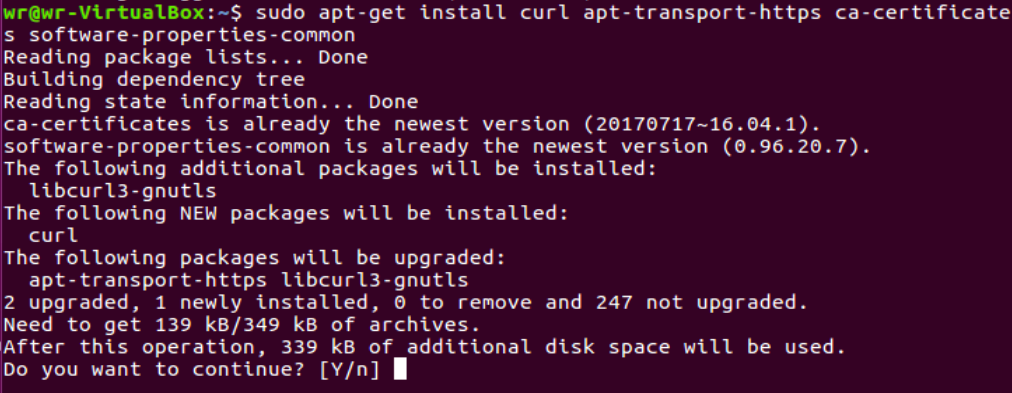 wr@wr-VirtualBox:~$ sudo apt-get install curl apt-transport-https ca-certificate
s software-properties-common
Reading package lists... Done
Building dependency tree
Reading state information... Done
ca-certificates is already the newest version (20170717~16.04.1).
software-properties-common is already the newest version (0.96.20.7).
The following additional packages will be installed:
  libcurl3-gnutls
The following NEW packages will be installed:
  curl
The following packages will be upgraded:
  apt-transport-https libcurl3-gnutls
2 upgraded, 1 newly installed, 0 to remove and 247 not upgraded.
Need to get 139 kB/349 kB of archives.
After this operation, 339 kB of additional disk space will be used.
Do you want to continue? [Y/n]